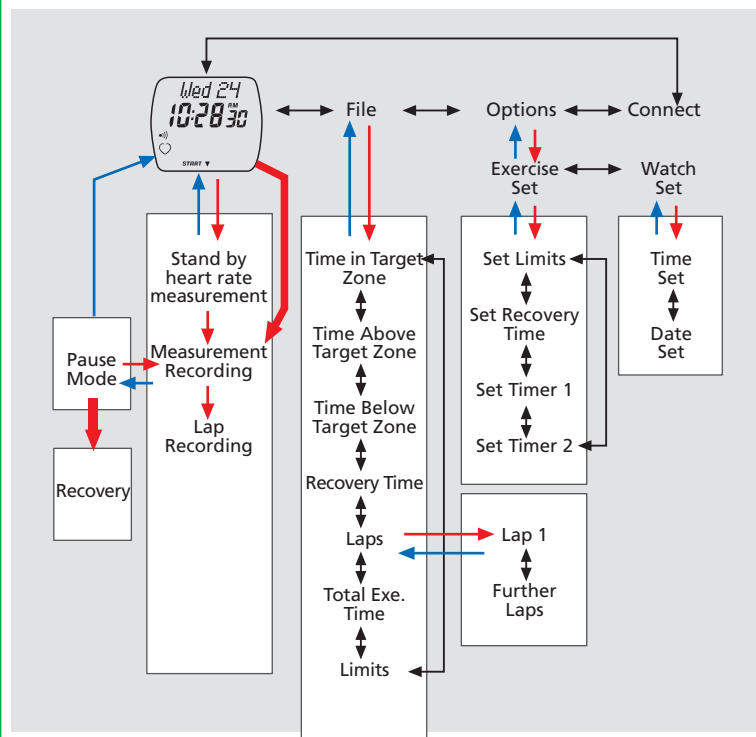 Wed 24
10:28 30
AM
START ▼
File
Options
Connect
Exercise
Set
Watch
Set
Stand by
heart rate
measurement
Measurement
Recording
Lap
Recording
Pause
Mode
Recovery
Time in Target
Zone
Time Above
Target Zone
Time Below
Target Zone
Recovery Time
Laps
Total Exe.
Time
Limits
Set Limits
Set Recovery
Time
Set Timer 1
Set Timer 2
Lap 1
Further
Laps
Time
Set
Date
Set